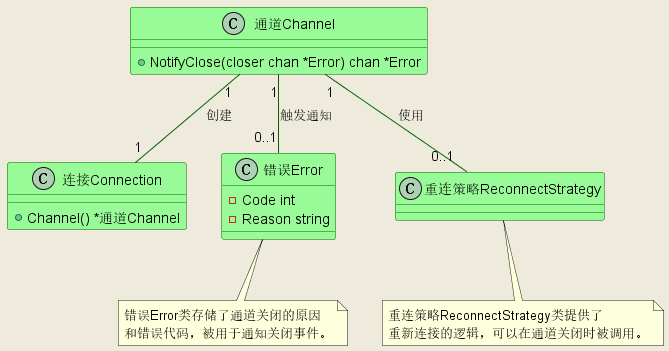 C 通道Channel
NotifyClose(closer chan *Error) chan *Error
1 1 1
创建 触发通知 使用
1 0..1 0..1
C 连接Connection
Channel() *通道Channel
C 错误Error
Code int
Reason string
C 重连策略ReconnectStrategy
错误Error类存储了通道关闭的原因
和错误代码，被用于通知关闭事件。
重连策略ReconnectStrategy类提供了
重新连接的逻辑，可以在通道关闭时被调用。